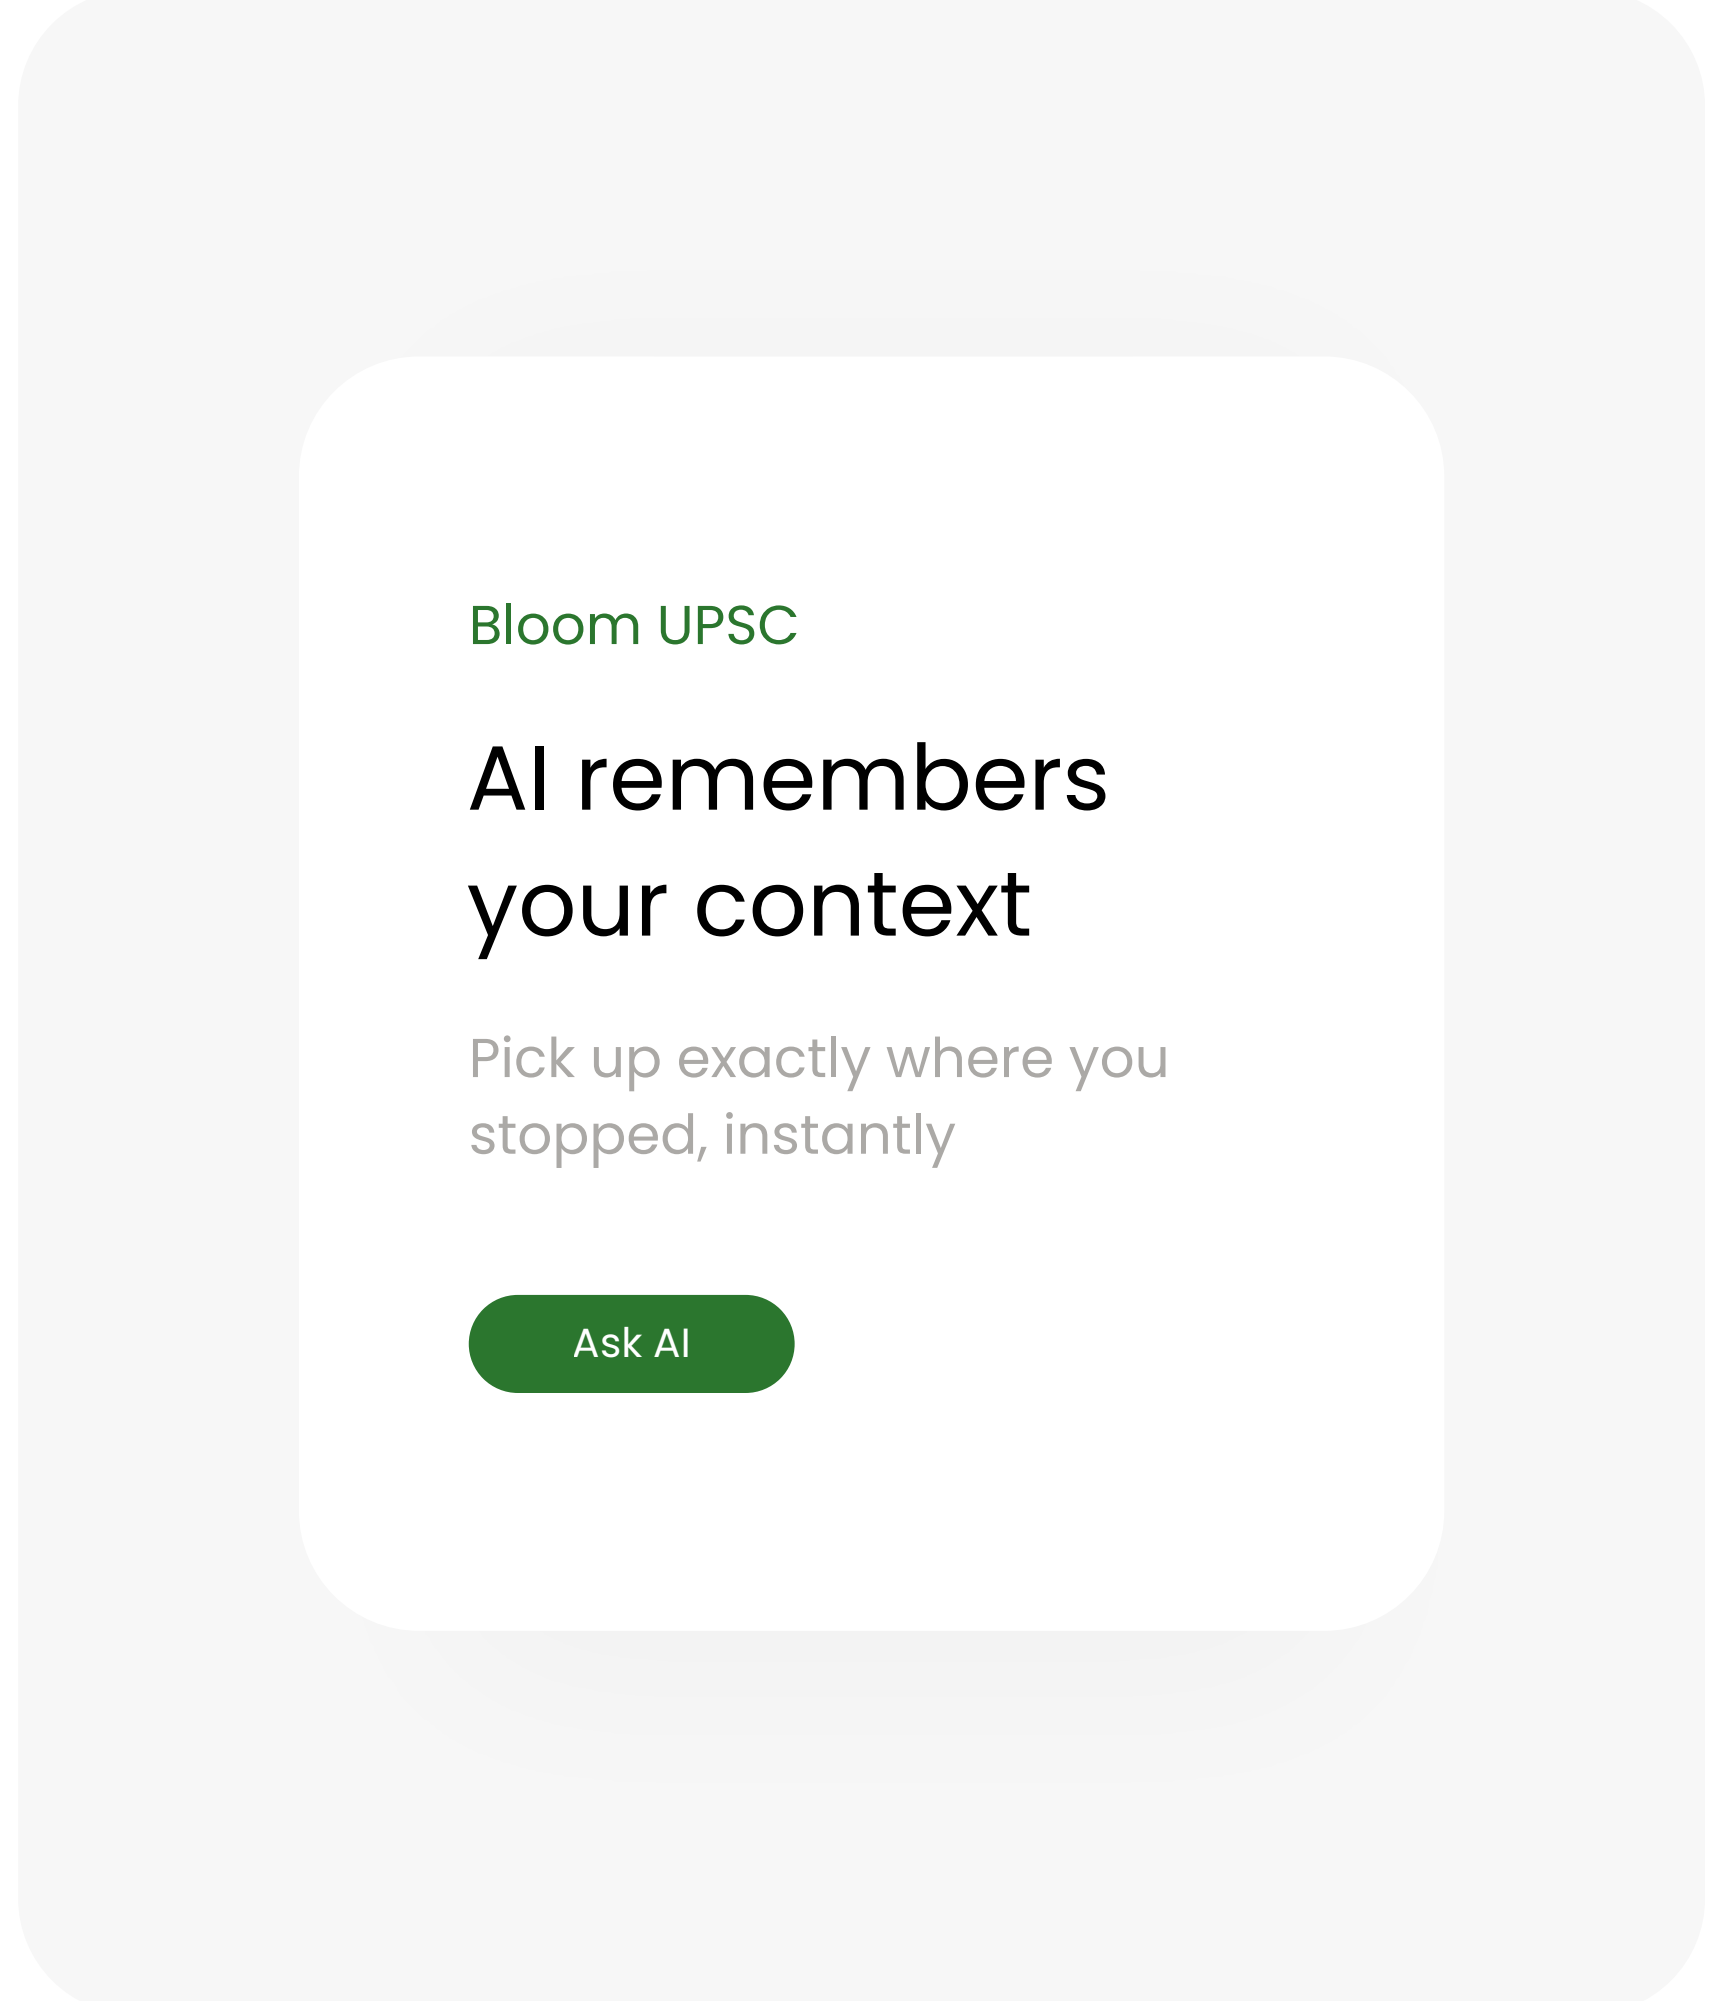 Bloom UPSC
AI remembers
your context
Pick up exactly where you
stopped, instantly
Ask AI